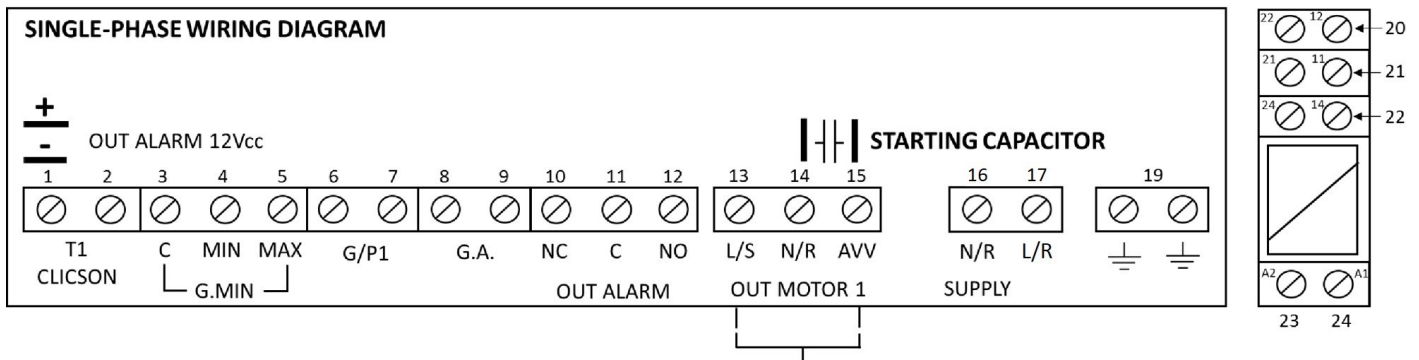 SINGLE-PHASE WIRING DIAGRAM
+
-
OUT ALARM 12Vcc
STARTING CAPACITOR
1 2 3 4 5 6 7 8 9 10 11 12 13 14 15 16 17 19
T1 C MIN MAX G/P1 G.A. NC C NO L/S N/R AVV N/R L/R
CLICSON G.MIN OUT ALARM OUT MOTOR 1 SUPPLY
22 12 20
21 11 21
24 14 22
A2 A1
23 24